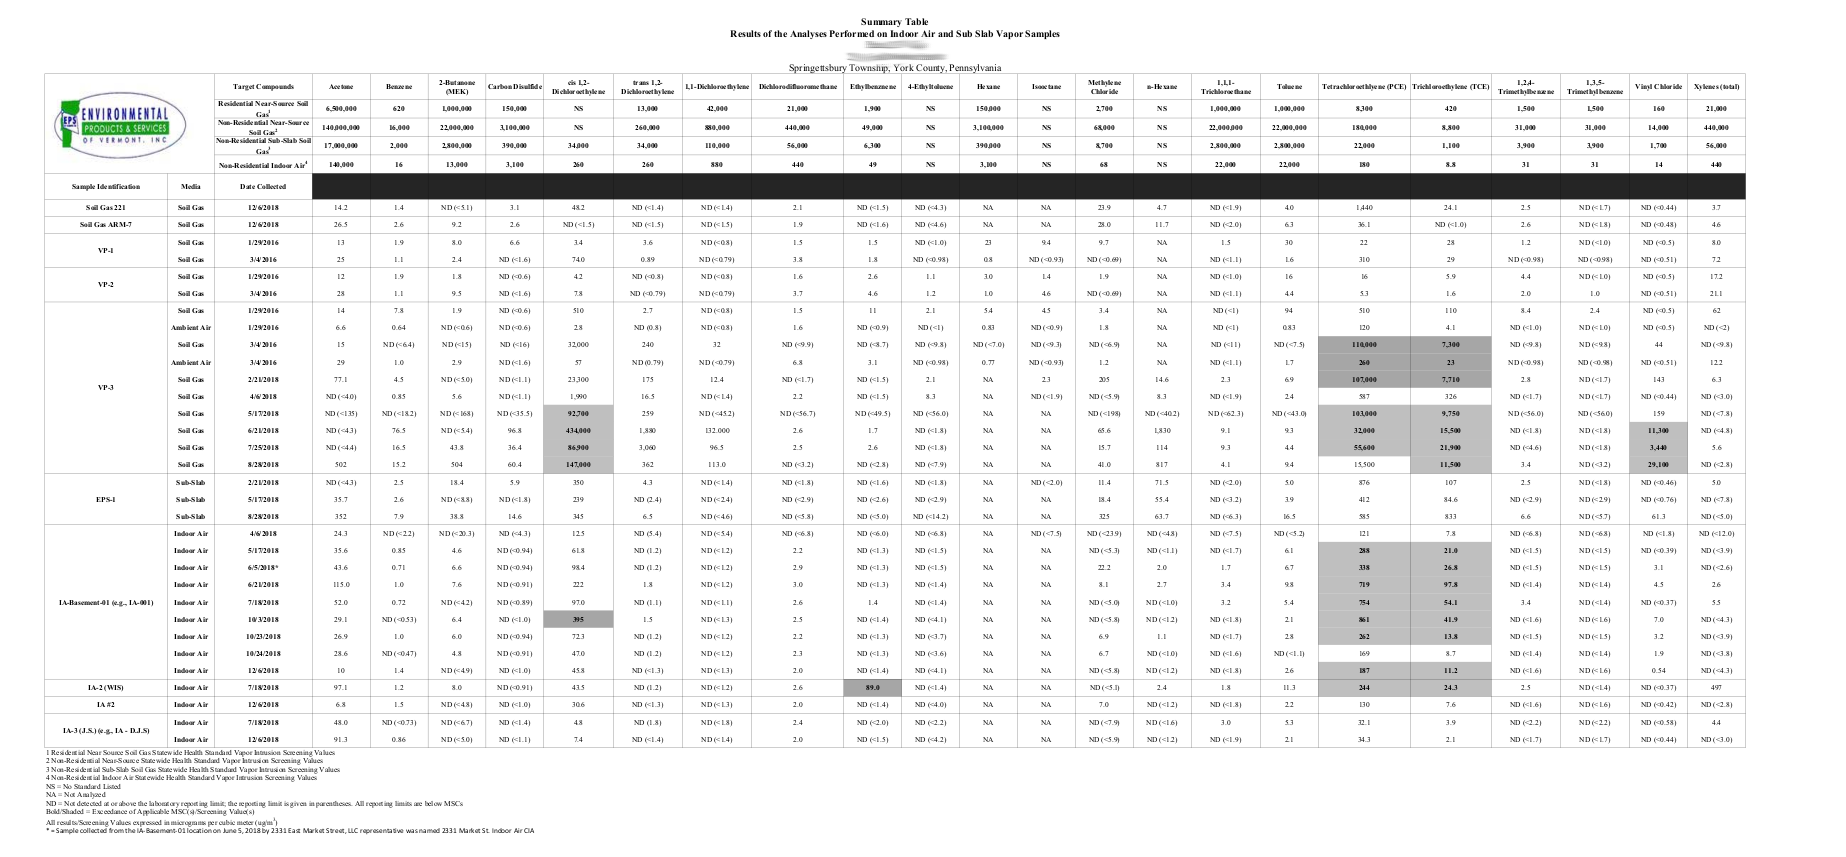 Summary Table
Results of the Analyses Performed on Indoor Air and Sub Slab Vapor Samples
Springettsbury Township, York County, Pennsylvania
EPS ENVIRONMENTAL
PRODUCTS & SERVICES
OF VERMONT, INC
Target Compounds Acetone Benzene 2-Butanone (MEK) Carbon Disulfide cis 1,2-Dichloroethylene trans 1,2-Dichloroethylene 1,1-Dichloroethylene Dichlorodifluoromethane Ethylbenzene 4-Ethyltoluene Hexane Isooctane Methylene Chloride n-Hexane 1,1,1-Trichloroethane Toluene Tetrachloroethyene (PCE) Trichloroethylene (TCE) 1,2,4-Trimethylbenzene 1,3,5-Trimethylbenzene Vinyl Chloride Xylenes (total)
Residential Near-Source Soil Gas1 6,500,000 620 1,000,000 150,000 NS 13,000 42,000 21,000 1,900 NS 150,000 NS 2,700 NS 1,000,000 1,000,000 8,300 420 1,500 1,500 160 21,000
Non-Residential Near-Source Soil Gas2 140,000,000 16,000 22,000,000 3,100,000 NS 260,000 880,000 440,000 49,000 NS 3,100,000 NS 68,000 NS 22,000,000 22,000,000 180,000 8,800 31,000 31,000 14,000 440,000
Non-Residential Sub-Slab Soil Gas3 17,000,000 2,000 2,800,000 390,000 34,000 34,000 110,000 56,000 6,300 NS 390,000 NS 8,700 NS 2,800,000 2,800,000 22,000 1,100 3,900 3,900 1,700 56,000
Non-Residential Indoor Air4 140,000 16 13,000 3,100 260 260 880 440 49 NS 3,100 NS 68 NS 22,000 22,000 180 8.8 31 31 14 440
Sample Identification Media Date Collected
Soil Gas 221 Soil Gas 12/6/2018 14.2 1.4 ND (<5.1) 3.1 48.2 ND (<1.4) ND (<1.4) 2.1 ND (<1.5) ND (<4.3) NA NA 23.9 4.7 ND (<1.9) 4.0 1,440 24.1 2.5 ND (<1.7) ND (<0.44) 3.7
Soil Gas ARM-7 Soil Gas 12/6/2018 26.5 2.6 9.2 2.6 ND (<1.5) ND (<1.5) ND (<1.5) 1.9 ND (<1.6) ND (<4.6) NA NA 28.0 11.7 ND (<2.0) 6.3 36.1 ND (<1.0) 2.6 ND (<1.8) ND (<0.48) 4.6
VP-1
Soil Gas 1/29/2016 13 1.9 8.0 6.6 3.4 3.6 ND (<0.8) 1.5 1.5 ND (<1.0) 23 9.4 9.7 NA 1.5 30 22 28 1.2 ND (<1.0) ND (<0.5) 8.0
Soil Gas 3/4/2016 25 1.1 2.4 ND (<1.6) 74.0 0.89 ND (<0.79) 3.8 1.8 ND (<0.98) 0.8 ND (<0.93) ND (<0.69) NA ND (<1.1) 1.6 310 29 ND (<0.98) ND (<0.98) ND (<0.51) 7.2
VP-2
Soil Gas 1/29/2016 12 1.9 1.8 ND (<0.6) 4.2 ND (<0.8) ND (<0.8) 1.6 2.6 1.1 3.0 1.4 1.9 NA ND (<1.0) 16 16 5.9 4.4 ND (<1.0) ND (<0.5) 17.2
Soil Gas 3/4/2016 28 1.1 9.5 ND (<1.6) 7.8 ND (<0.79) ND (<0.79) 3.7 4.6 1.2 1.0 4.6 ND (<0.69) NA ND (<1.1) 4.4 5.3 1.6 2.0 1.0 ND (<0.51) 21.1
VP-3
Soil Gas 1/29/2016 14 7.8 1.9 ND (<0.6) 510 2.7 ND (<0.8) 1.5 11 2.1 5.4 4.5 3.4 NA ND (<1) 94 510 110 8.4 2.4 ND (<0.5) 62
Ambient Air 1/29/2016 6.6 0.64 ND (<0.6) ND (<0.6) 2.8 ND (0.8) ND (<0.8) 1.6 ND (<0.9) ND (<1) 0.83 ND (<0.9) 1.8 NA ND (<1) 0.83 120 4.1 ND (<1.0) ND (<1.0) ND (<0.5) ND (<2)
Soil Gas 3/4/2016 15 ND (<6.4) ND (<15) ND (<16) 32,000 240 32 ND (<9.9) ND (<8.7) ND (<9.8) ND (<7.0) ND (<9.3) ND (<6.9) NA ND (<11) ND (<7.5) 110,000 7,300 ND (<9.8) ND (<9.8) 44 ND (<9.8)
Ambient Air 3/4/2016 29 1.0 2.9 ND (<1.6) 57 ND (0.79) ND (<0.79) 6.8 3.1 ND (<0.98) 0.77 ND (<0.93) 1.2 NA ND (<1.1) 1.7 260 23 ND (<0.98) ND (<0.98) ND (<0.51) 12.2
Soil Gas 2/21/2018 77.1 4.5 ND (<5.0) ND (<1.1) 23,300 175 12.4 ND (<1.7) ND (<1.5) 2.1 NA 2.3 205 14.6 2.3 6.9 107,000 7,710 2.8 ND (<1.7) 143 6.3
Soil Gas 4/6/2018 ND (<4.0) 0.85 5.6 ND (<1.1) 1,990 16.5 ND (<1.4) 2.2 ND (<1.5) 8.3 NA ND (<1.9) ND (<5.9) 8.3 ND (<1.9) 2.4 587 326 ND (<1.7) ND (<1.7) ND (<0.44) ND (<3.0)
Soil Gas 5/17/2018 ND (<135) ND (<18.2) ND (<168) ND (<35.5) 92,700 259 ND (<45.2) ND (<56.7) ND (<49.5) ND (<56.0) NA NA ND (<198) ND (<40.2) ND (<62.3) ND (<43.0) 103,000 9,750 ND (<56.0) ND (<56.0) 159 ND (<7.8)
Soil Gas 6/21/2018 ND (<4.3) 76.5 ND (<5.4) 96.8 434,000 1,880 132.000 2.6 1.7 ND (<1.8) NA NA 65.6 1,830 9.1 9.3 32,000 15,500 ND (<1.8) ND (<1.8) 11,300 ND (<4.8)
Soil Gas 7/25/2018 ND (<4.4) 16.5 43.8 36.4 86,900 3,060 96.5 2.5 2.6 ND (<1.8) NA NA 15.7 114 9.3 4.4 55,600 21,900 ND (<4.6) ND (<1.8) 3,440 5.6
Soil Gas 8/28/2018 502 15.2 504 60.4 147,000 362 113.0 ND (<3.2) ND (<2.8) ND (<7.9) NA NA 41.0 817 4.1 9.4 15,500 11,500 3.4 ND (<3.2) 29,100 ND (<2.8)
EPS-1
Sub-Slab 2/21/2018 ND (<4.3) 2.5 18.4 5.9 350 4.3 ND (<1.4) ND (<1.8) ND (<1.6) ND (<1.8) NA ND (<2.0) 11.4 71.5 ND (<2.0) 5.0 876 107 2.5 ND (<1.8) ND (<0.46) 5.0
Sub-Slab 5/17/2018 35.7 2.6 ND (<8.8) ND (<1.8) 239 ND (<2.4) ND (<2.4) ND (<2.9) ND (<2.6) ND (<2.9) NA NA 18.4 55.4 ND (<3.2) 3.9 412 84.6 ND (<2.9) ND (<2.9) ND (<0.76) ND (<7.8)
Sub-Slab 8/28/2018 352 7.9 38.8 14.6 345 6.5 ND (<4.6) ND (<5.8) ND (<5.0) ND (<14.2) NA NA 325 63.7 ND (<6.3) 16.5 585 833 6.6 ND (<5.7) 61.3 ND (<5.0)
IA-Basement-01 (e.g., IA-001)
Indoor Air 4/6/2018 24.3 ND (<2.2) ND (<20.3) ND (<4.3) 12.5 ND (<5.4) ND (<5.4) ND (<6.8) ND (<6.0) ND (<6.8) NA ND (<7.5) ND (<23.9) ND (<4.8) ND (<7.5) ND (<5.2) 121 7.8 ND (<6.8) ND (<6.8) ND (<1.8) ND (<12.0)
Indoor Air 5/17/2018 35.6 0.85 4.6 ND (<0.94) 61.8 ND (1.2) ND (<1.2) 2.2 ND (<1.3) ND (<1.5) NA NA ND (<5.3) ND (<1.1) ND (<1.7) 6.1 288 21.0 ND (<1.5) ND (<1.5) ND (<0.39) ND (<3.9)
Indoor Air 6/5/2018* 43.6 0.71 6.6 ND (<0.94) 98.4 ND (1.2) ND (<1.2) 2.9 ND (<1.3) ND (<1.5) NA NA 22.2 2.0 1.7 6.7 338 26.8 ND (<1.5) ND (<1.5) 3.1 ND (<2.6)
Indoor Air 6/21/2018 115.0 1.0 7.6 ND (<0.91) 222 1.8 ND (<1.2) 3.0 ND (<1.3) ND (<1.4) NA NA 8.1 2.7 3.4 9.8 719 97.8 ND (<1.4) ND (<1.4) 4.5 2.6
Indoor Air 7/18/2018 52.0 0.72 ND (<4.2) ND (<0.89) 97.0 ND (1.1) ND (<1.1) 2.6 1.4 ND (<1.4) NA NA ND (<5.0) ND (<1.0) 3.2 5.4 754 54.1 3.4 ND (<1.4) ND (<0.37) 5.5
Indoor Air 10/3/2018 29.1 ND (<0.53) 6.4 ND (<1.0) 395 1.5 ND (<1.3) 2.5 ND (<1.4) ND (<4.1) NA NA ND (<5.8) ND (<1.2) ND (<1.8) 2.1 861 41.9 ND (<1.6) ND (<1.6) 7.0 ND (<4.3)
Indoor Air 10/23/2018 26.9 1.0 6.0 ND (<0.94) 72.3 ND (1.2) ND (<1.2) 2.2 ND (<1.3) ND (<3.7) NA NA 6.9 1.1 ND (<1.7) 2.8 262 13.8 ND (<1.5) ND (<1.5) 3.2 ND (<3.9)
Indoor Air 10/24/2018 28.6 ND (<0.47) 4.8 ND (<0.91) 47.0 ND (1.2) ND (<1.2) 2.3 ND (<1.3) ND (<3.6) NA NA 6.7 ND (<1.0) ND (<1.6) ND (<1.1) 169 8.7 ND (<1.4) ND (<1.4) 1.9 ND (<3.8)
Indoor Air 12/6/2018 10 1.4 ND (<4.9) ND (<1.0) 45.8 ND (<1.3) ND (<1.3) 2.0 ND (<1.4) ND (<4.1) NA NA ND (<5.8) ND (<1.2) ND (<1.8) 2.6 187 11.2 ND (<1.6) ND (<1.6) 0.54 ND (<4.3)
IA-2 (WIS) Indoor Air 7/18/2018 97.1 1.2 8.0 ND (<0.91) 43.5 ND (1.2) ND (<1.2) 2.6 89.0 ND (<1.4) NA NA ND (<5.1) 2.4 1.8 11.3 244 24.3 2.5 ND (<1.4) ND (<0.37) 497
IA #2 Indoor Air 12/6/2018 6.8 1.5 ND (<4.8) ND (<1.0) 30.6 ND (<1.3) ND (<1.3) 2.0 ND (<1.4) ND (<4.0) NA NA 7.0 ND (<1.2) ND (<1.8) 2.2 130 7.6 ND (<1.6) ND (<1.6) ND (<0.42) ND (<2.8)
IA-3 (J.S.) (e.g., IA - D.J.S)
Indoor Air 7/18/2018 48.0 ND (<0.73) ND (<6.7) ND (<1.4) 4.8 ND (1.8) ND (<1.8) 2.4 ND (<2.0) ND (<2.2) NA NA ND (<7.9) ND (<1.6) 3.0 5.3 32.1 3.9 ND (<2.2) ND (<2.2) ND (<0.58) 4.4
Indoor Air 12/6/2018 91.3 0.86 ND (<5.0) ND (<1.1) 7.4 ND (<1.4) ND (<1.4) 2.0 ND (<1.5) ND (<4.2) NA NA ND (<5.9) ND (<1.2) ND (<1.9) 2.1 34.3 2.1 ND (<1.7) ND (<1.7) ND (<0.44) ND (<3.0)
1 Residential Near Source Soil Gas Statewide Health Standard Vapor Intrusion Screening Values
2 Non-Residential Near-Source Statewide Health Standard Vapor Intrusion Screening Values
3 Non-Residential Sub-Slab Soil Gas Statewide Health Standard Vapor Intrusion Screening Values
4 Non-Residential Indoor Air Statewide Health Standard Vapor Intrusion Screening Values
NS = No Standard Listed
NA = Not Analyzed
ND = Not detected at or above the laboratory reporting limit; the reporting limit is given in parentheses. All reporting limits are below MSCs
Bold/Shaded = Exceedance of Applicable MSC(s)/Screening Value(s)
All results/Screening Values expressed in micrograms per cubic meter (ug/m3)
* = Sample collected from the IA-Basement-01 location on June 5, 2018 by 2331 East Market Street, LLC representative was named 2331 Market St. Indoor Air CIA